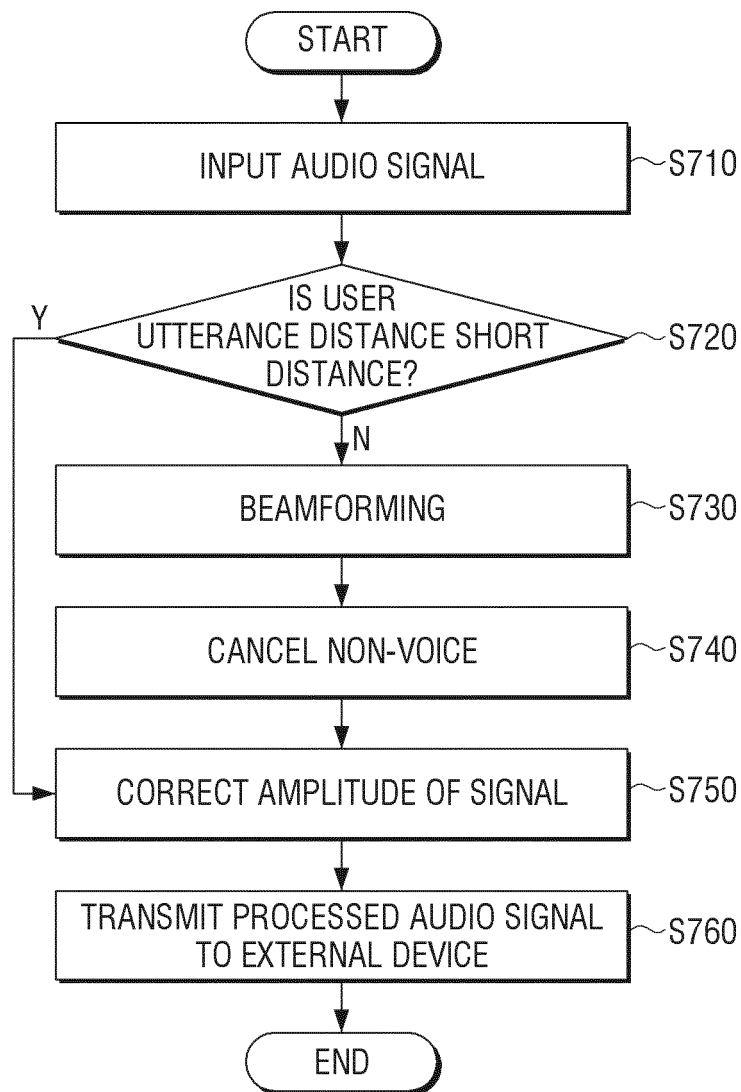 START
INPUT AUDIO SIGNAL
S710
Y
IS USER
UTTERANCE DISTANCE SHORT
DISTANCE?
S720
N
BEAMFORMING
S730
CANCEL NON-VOICE
S740
CORRECT AMPLITUDE OF SIGNAL
S750
TRANSMIT PROCESSED AUDIO SIGNAL
TO EXTERNAL DEVICE
S760
END